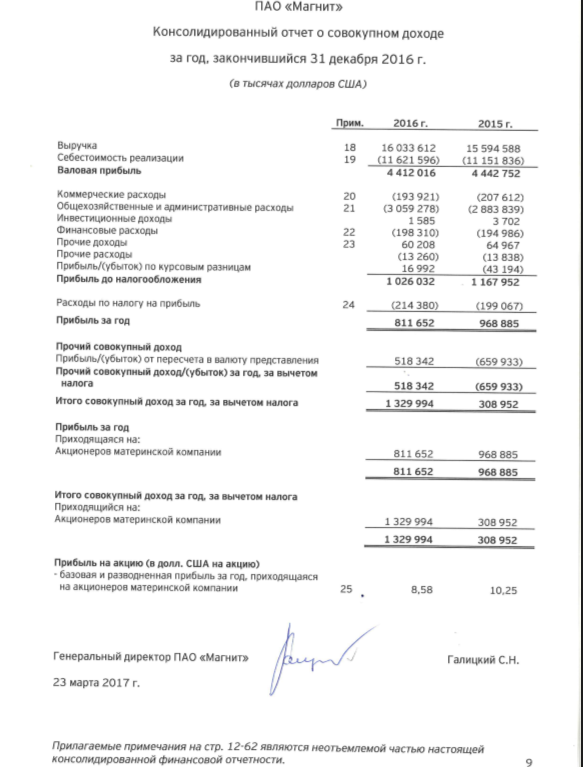 ПАО «Магнит»
Консолидированный отчет о совокупном доходе
за год, закончившийся 31 декабря 2016 г.
(в тысячах долларов США)
Прим. 2016 г. 2015 г.
Выручка 18 16 033 612 15 594 588
Себестоимость реализации 19 (11 621 596) (11 151 836)
Валовая прибыль 4 412 016 4 442 752
Коммерческие расходы 20 (193 921) (207 612)
Общехозяйственные и административные расходы 21 (3 059 278) (2 883 839)
Инвестиционные доходы 1 585 3 702
Финансовые расходы 22 (198 310) (194 986)
Прочие доходы 23 60 208 64 967
Прочие расходы (13 260) (13 838)
Прибыль/(убыток) по курсовым разницам 16 992 (43 194)
Прибыль до налогообложения 1 026 032 1 167 952
Расходы по налогу на прибыль 24 (214 380) (199 067)
Прибыль за год 811 652 968 885
Прочий совокупный доход
Прибыль/(убыток) от пересчета в валюту представления 518 342 (659 933)
Прочий совокупный доход/(убыток) за год, за вычетом
налога 518 342 (659 933)
Итого совокупный доход за год, за вычетом налога 1 329 994 308 952
Прибыль за год
Приходящаяся на:
Акционеров материнской компании 811 652 968 885
811 652 968 885
Итого совокупный доход за год, за вычетом налога
Приходящийся на:
Акционеров материнской компании 1 329 994 308 952
1 329 994 308 952
Прибыль на акцию (в долл. США на акцию)
- базовая и разводненная прибыль за год, приходящаяся
на акционеров материнской компании 25 8,58 10,25
Генеральный директор ПАО «Магнит» Галицкий С.Н.
23 марта 2017 г.
Прилагаемые примечания на стр. 12-62 являются неотъемлемой частью настоящей
консолидированной финансовой отчетности. 9